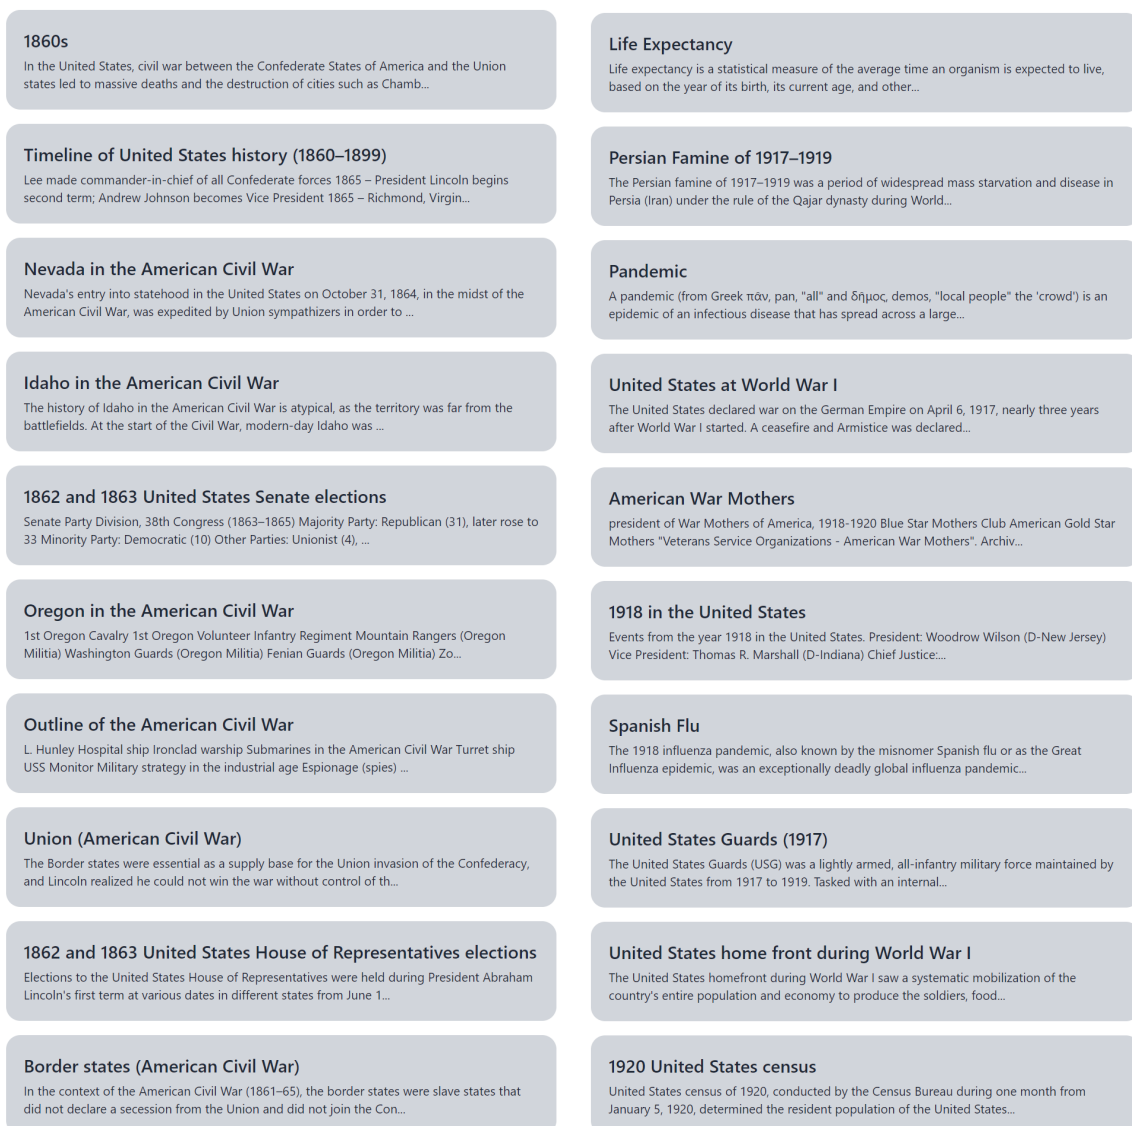 1860s
In the United States, civil war between the Confederate States of America and the Union
states led to massive deaths and the destruction of cities such as Chamb...
Timeline of United States history (1860–1899)
Lee made commander-in-chief of all Confederate forces 1865 – President Lincoln begins
second term; Andrew Johnson becomes Vice President 1865 – Richmond, Virgin...
Nevada in the American Civil War
Nevada's entry into statehood in the United States on October 31, 1864, in the midst of the
American Civil War, was expedited by Union sympathizers in order to ...
Idaho in the American Civil War
The history of Idaho in the American Civil War is atypical, as the territory was far from the
battlefields. At the start of the Civil War, modern-day Idaho was ...
1862 and 1863 United States Senate elections
Senate Party Division, 38th Congress (1863–1865) Majority Party: Republican (31), later rose to
33 Minority Party: Democratic (10) Other Parties: Unionist (4), ...
Oregon in the American Civil War
1st Oregon Cavalry 1st Oregon Volunteer Infantry Regiment Mountain Rangers (Oregon
Militia) Washington Guards (Oregon Militia) Fenian Guards (Oregon Militia) Zo...
Outline of the American Civil War
L. Hunley Hospital ship Ironclad warship Submarines in the American Civil War Turret ship
USS Monitor Military strategy in the industrial age Espionage (spies) ...
Union (American Civil War)
The Border states were essential as a supply base for the Union invasion of the Confederacy,
and Lincoln realized he could not win the war without control of th...
1862 and 1863 United States House of Representatives elections
Elections to the United States House of Representatives were held during President Abraham
Lincoln's first term at various dates in different states from June 1...
Border states (American Civil War)
In the context of the American Civil War (1861–65), the border states were slave states that
did not declare a secession from the Union and did not join the Con...
Life Expectancy
Life expectancy is a statistical measure of the average time an organism is expected to live,
based on the year of its birth, its current age, and other...
Persian Famine of 1917–1919
The Persian famine of 1917–1919 was a period of widespread mass starvation and disease in
Persia (Iran) under the rule of the Qajar dynasty during World...
Pandemic
A pandemic (from Greek πᾶν, pan, "all" and δῆμος, demos, "local people" the 'crowd') is an
epidemic of an infectious disease that has spread across a large...
United States at World War I
The United States declared war on the German Empire on April 6, 1917, nearly three years
after World War I started. A ceasefire and Armistice was declared...
American War Mothers
president of War Mothers of America, 1918-1920 Blue Star Mothers Club American Gold Star
Mothers "Veterans Service Organizations - American War Mothers". Archiv...
1918 in the United States
Events from the year 1918 in the United States. President: Woodrow Wilson (D-New Jersey)
Vice President: Thomas R. Marshall (D-Indiana) Chief Justice:...
Spanish Flu
The 1918 influenza pandemic, also known by the misnomer Spanish flu or as the Great
Influenza epidemic, was an exceptionally deadly global influenza pandemic...
United States Guards (1917)
The United States Guards (USG) was a lightly armed, all-infantry military force maintained by
the United States from 1917 to 1919. Tasked with an internal...
United States home front during World War I
The United States homefront during World War I saw a systematic mobilization of the
country's entire population and economy to produce the soldiers, food...
1920 United States census
United States census of 1920, conducted by the Census Bureau during one month from
January 5, 1920, determined the resident population of the United States...